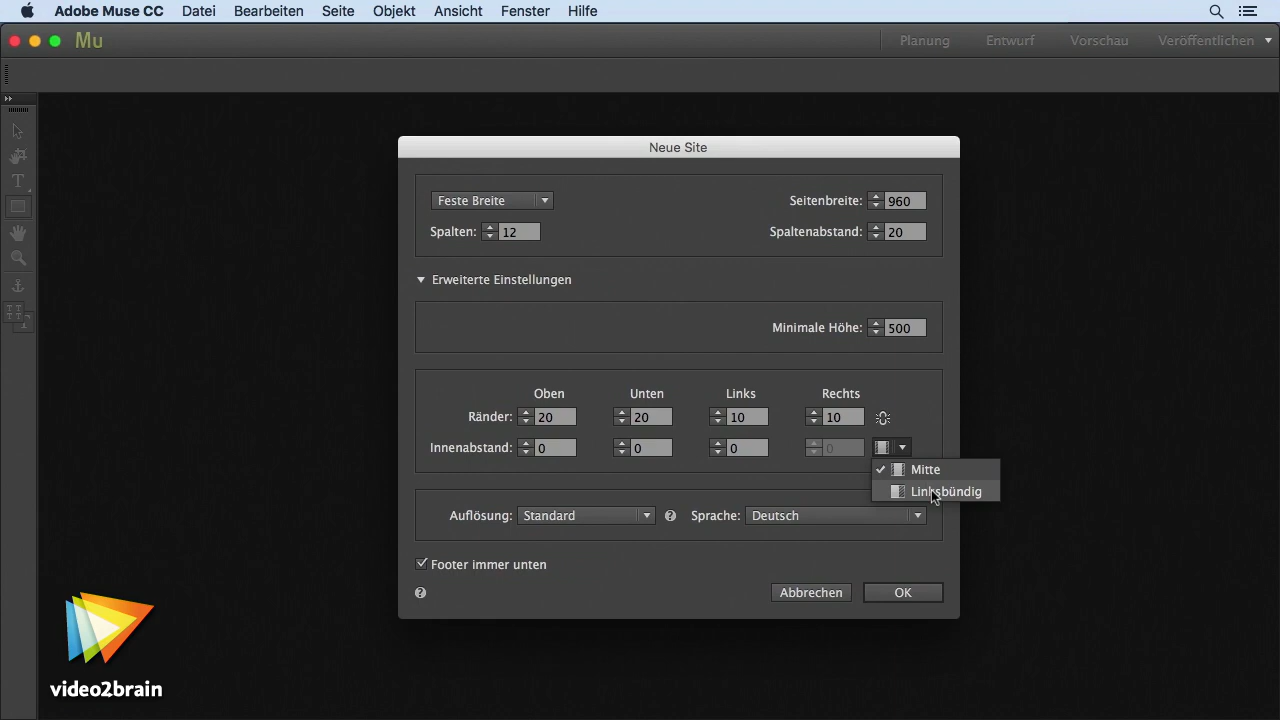 Adobe Muse CC Datei Bearbeiten Seite Objekt Ansicht Fenster Hilfe
Mu Planung Entwurf Vorschau Veröffentlichen
Neue Site
Feste Breite Seitenbreite: 960
Spalten: 12 Spaltenabstand: 20
Erweiterte Einstellungen
Minimale Höhe: 500
Oben Unten Links Rechts
Ränder: 20 20 10 10
Innenabstand: 0 0 0 0
Mitte
Linksbündig
Auflösung: Standard ? Sprache: Deutsch
Footer immer unten
? Abbrechen OK
video2brain